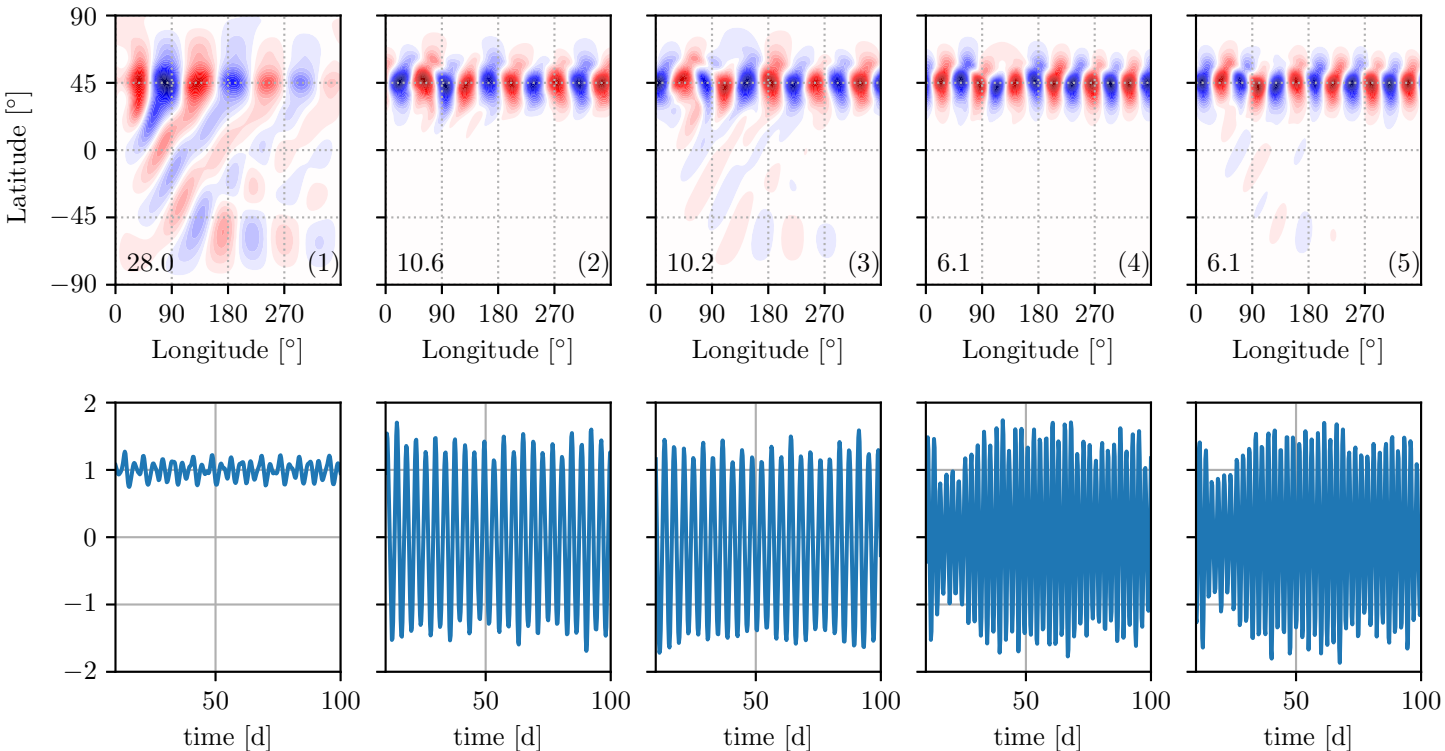 90
45
0
−45
−90
Latitude [°]
28.0 (1)
10.6 (2)
10.2 (3)
6.1 (4)
6.1 (5)
0 90 180 270
0 90 180 270
0 90 180 270
0 90 180 270
0 90 180 270
Longitude [°]
Longitude [°]
Longitude [°]
Longitude [°]
Longitude [°]
2
1
0
−1
−2
50 100
50 100
50 100
50 100
50 100
time [d]
time [d]
time [d]
time [d]
time [d]